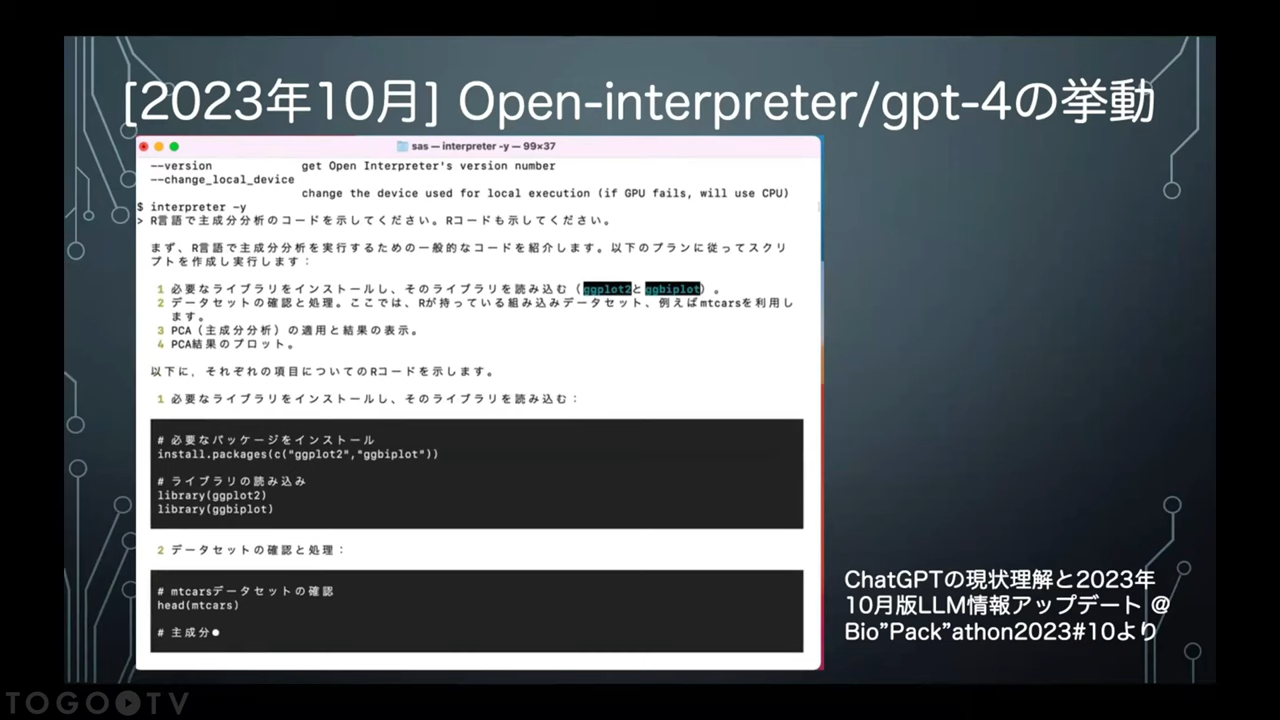 [2023年10月] Open-interpreter/gpt-4の挙動
sas — interpreter -y — 99×37
--version get Open Interpreter's version number
--change_local_device
change the device used for local execution (if GPU fails, will use CPU)
$ interpreter -y
> R言語で主成分分析のコードを示してください。Rコードも示してください。
まず、R言語で主成分分析を実行するための一般的なコードを紹介します。以下のプランに従ってスクリ
プトを作成し実行します：
1 必要なライブラリをインストールし、そのライブラリを読み込む（ggplot2とggbiplot）。
2 データセットの確認と処理。ここでは、Rが持っている組み込みデータセット、例えばmtcarsを利用し
ます。
3 PCA（主成分分析）の適用と結果の表示。
4 PCA結果のプロット。
以下に、それぞれの項目についてのRコードを示します。
1 必要なライブラリをインストールし、そのライブラリを読み込む：
# 必要なパッケージをインストール
install.packages(c("ggplot2","ggbiplot"))
# ライブラリの読み込み
library(ggplot2)
library(ggbiplot)
2 データセットの確認と処理：
# mtcarsデータセットの確認
head(mtcars)
# 主成分●
ChatGPTの現状理解と2023年
10月版LLM情報アップデート @
Bio”Pack”athon2023#10より
TOGO TV